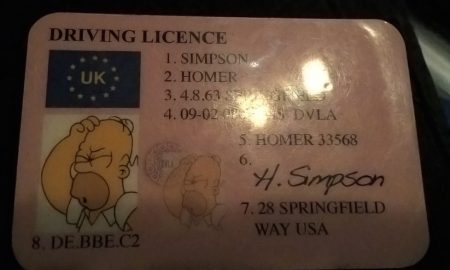 DRIVING LICENCE
UK
1. SIMPSON
2. HOMER
3. 4.8.63
4. 09-02 DVLA
5. HOMER 33568
6.
H. Simpson
7. 28 SPRINGFIELD
WAY USA
8. DE.BBE.C2